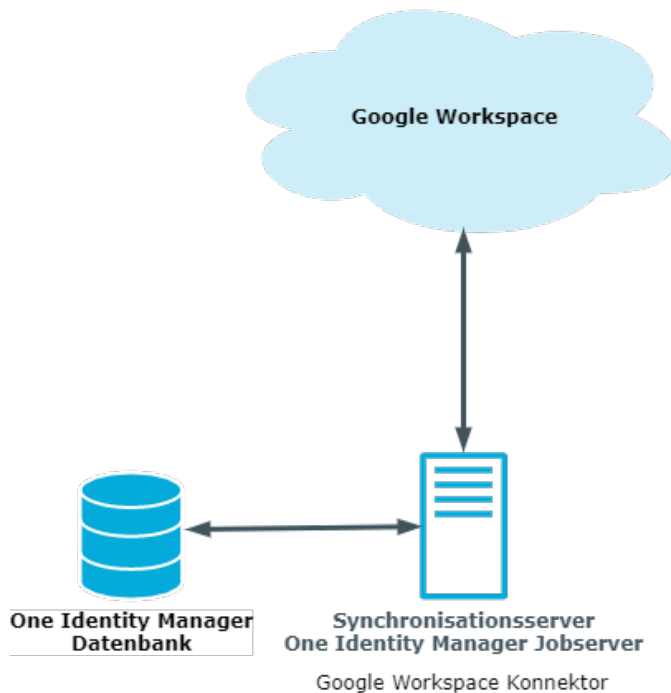 Google Workspace
One Identity Manager
Datenbank
Synchronisationsserver
One Identity Manager Jobserver
Google Workspace Konnektor